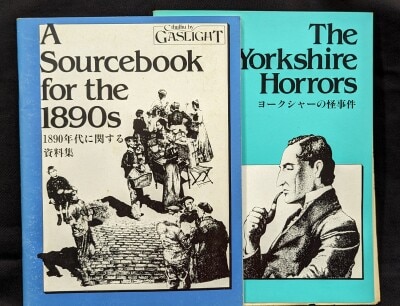 A
Sourcebook
for the
1890s
1890年代に関する
資料集
Cthulhu by
GASLIGHT
The
Yorkshire
Horrors
ヨークシャーの怪事件